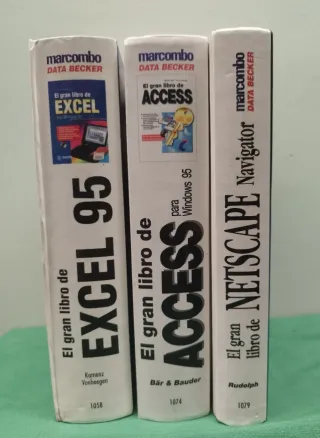 marcombo
DATA BECKER
El gran libro de
EXCEL
El gran libro de
EXCEL 95
Kamenz
Vonhoegen
1058
marcombo
DATA BECKER
El gran libro de
ACCESS
El gran libro de
ACCESS
para
Windows 95
Bär & Bauder
1074
marcombo
DATA BECKER
El gran
libro de
NETSCAPE Navigator
Rudolph
1079